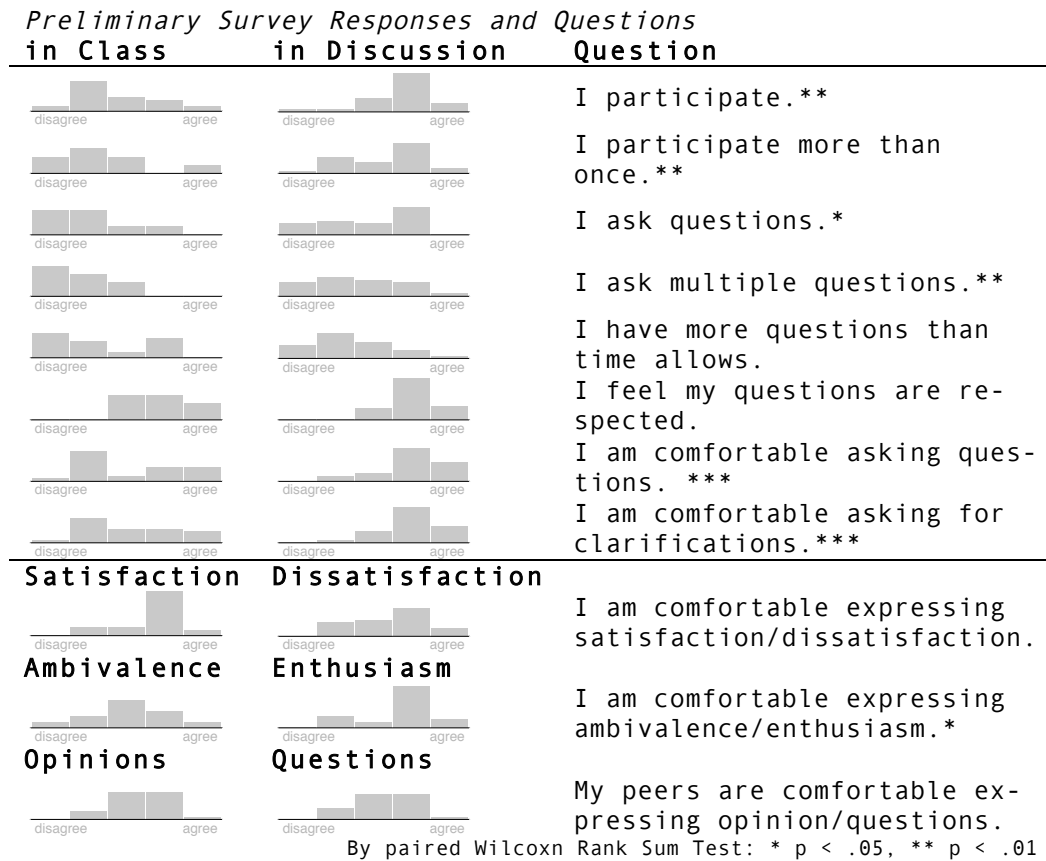 Preliminary Survey Responses and Questions
in Class in Discussion Question
disagree agree disagree agree I participate.**
I participate more than
once.**
disagree agree disagree agree
I ask questions.*
disagree agree disagree agree
I ask multiple questions.**
disagree agree disagree agree
I have more questions than
time allows.
disagree agree disagree agree
I feel my questions are re-
spected.
disagree agree disagree agree
I am comfortable asking ques-
tions. ***
disagree agree disagree agree
I am comfortable asking for
clarifications.***
disagree agree disagree agree
Satisfaction Dissatisfaction
I am comfortable expressing
satisfaction/dissatisfaction.
disagree agree disagree agree
Ambivalence Enthusiasm
I am comfortable expressing
ambivalence/enthusiasm.*
disagree agree disagree agree
Opinions Questions
My peers are comfortable ex-
pressing opinion/questions.
disagree agree disagree agree
By paired Wilcoxn Rank Sum Test: * p < .05, ** p < .01